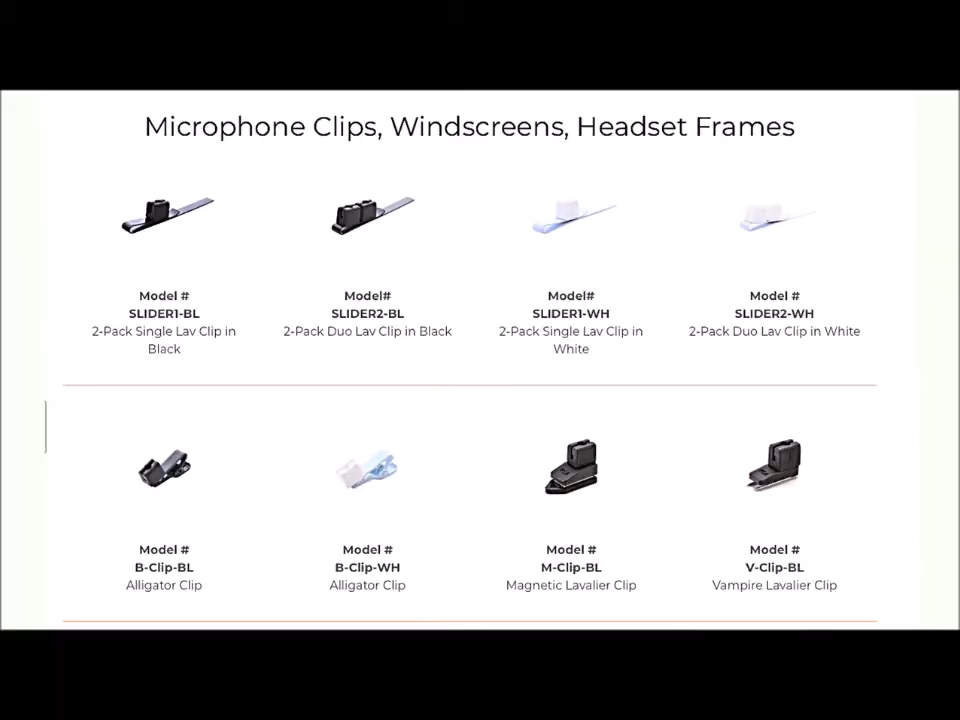 Microphone Clips, Windscreens, Headset Frames
Model #
SLIDER1-BL
2-Pack Single Lav Clip in
Black
Model#
SLIDER2-BL
2-Pack Duo Lav Clip in Black
Model#
SLIDER1-WH
2-Pack Single Lav Clip in
White
Model #
SLIDER2-WH
2-Pack Duo Lav Clip in White
Model #
B-Clip-BL
Alligator Clip
Model #
B-Clip-WH
Alligator Clip
Model #
M-Clip-BL
Magnetic Lavalier Clip
Model #
V-Clip-BL
Vampire Lavalier Clip